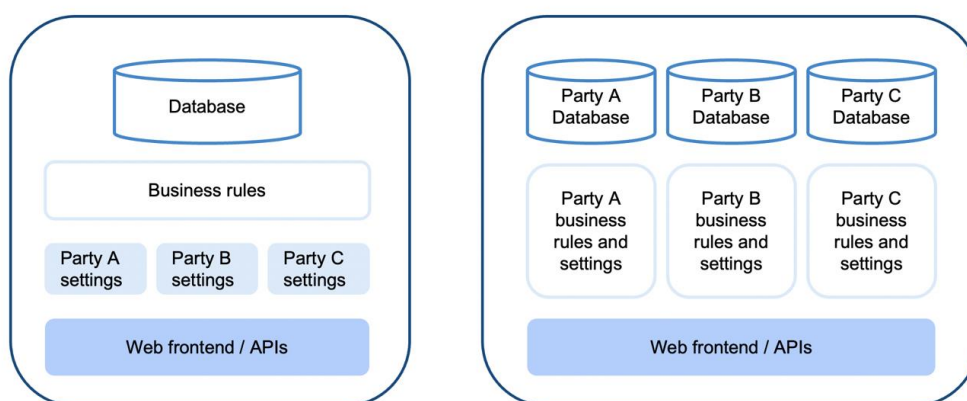 Database
Business rules
Party A
settings
Party B
settings
Party C
settings
Web frontend / APIs
Party A
Database
Party B
Database
Party C
Database
Party A
business
rules and
settings
Party B
business
rules and
settings
Party C
business
rules and
settings
Web frontend / APIs